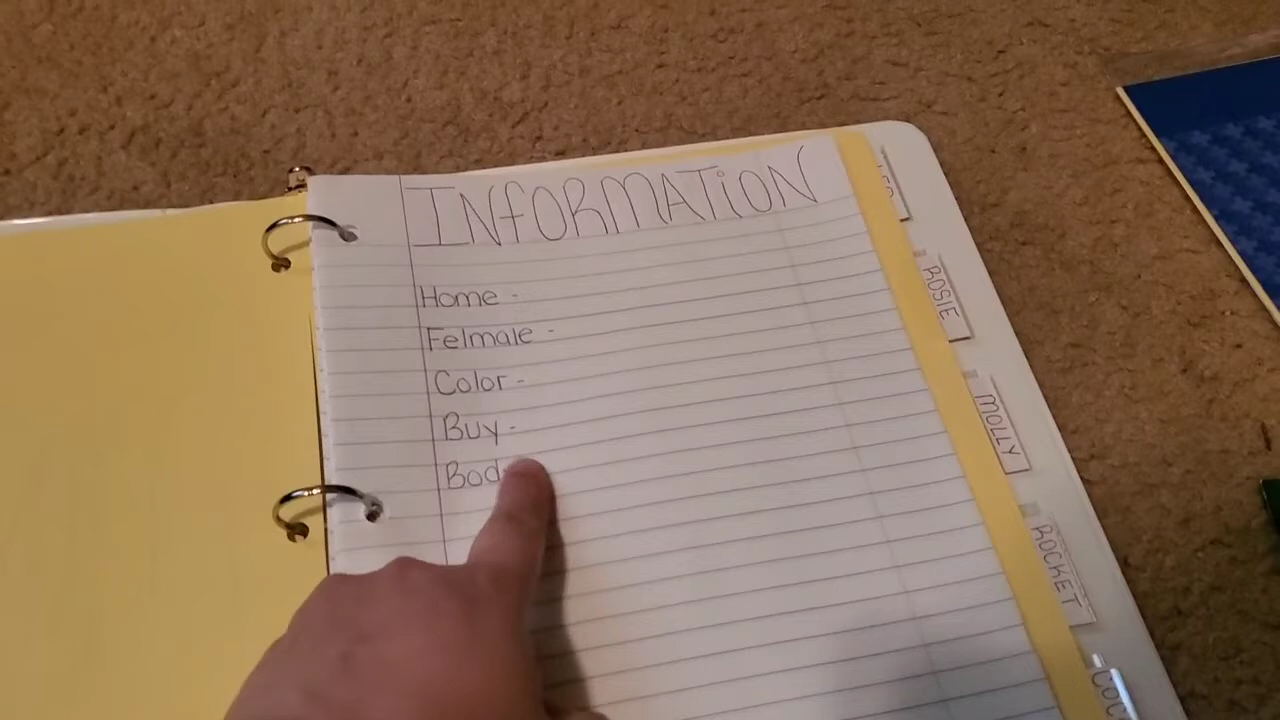 INfORMATiON
Home -
Felmale -
Color -
Buy -
ROSIE
MOLLY
ROCKET